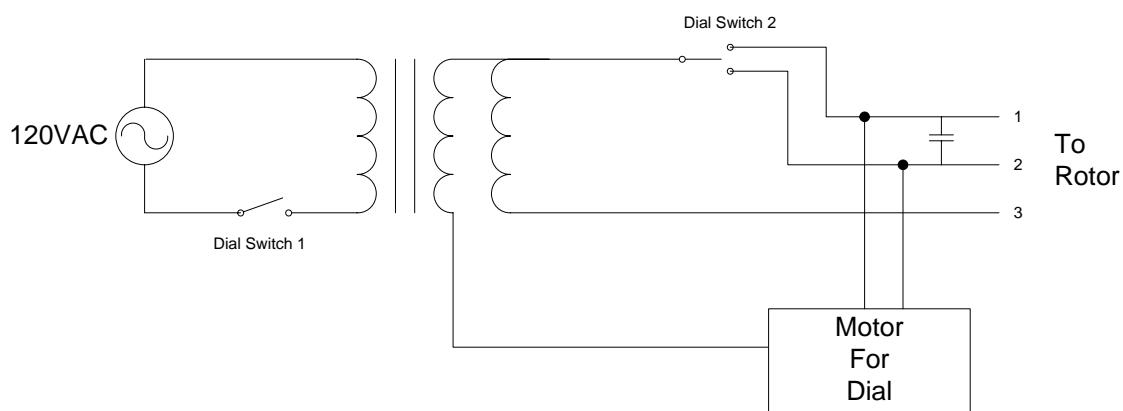 Dial Switch 2
120VAC
1
To
2
Rotor
3
Dial Switch 1
Motor
For
Dial